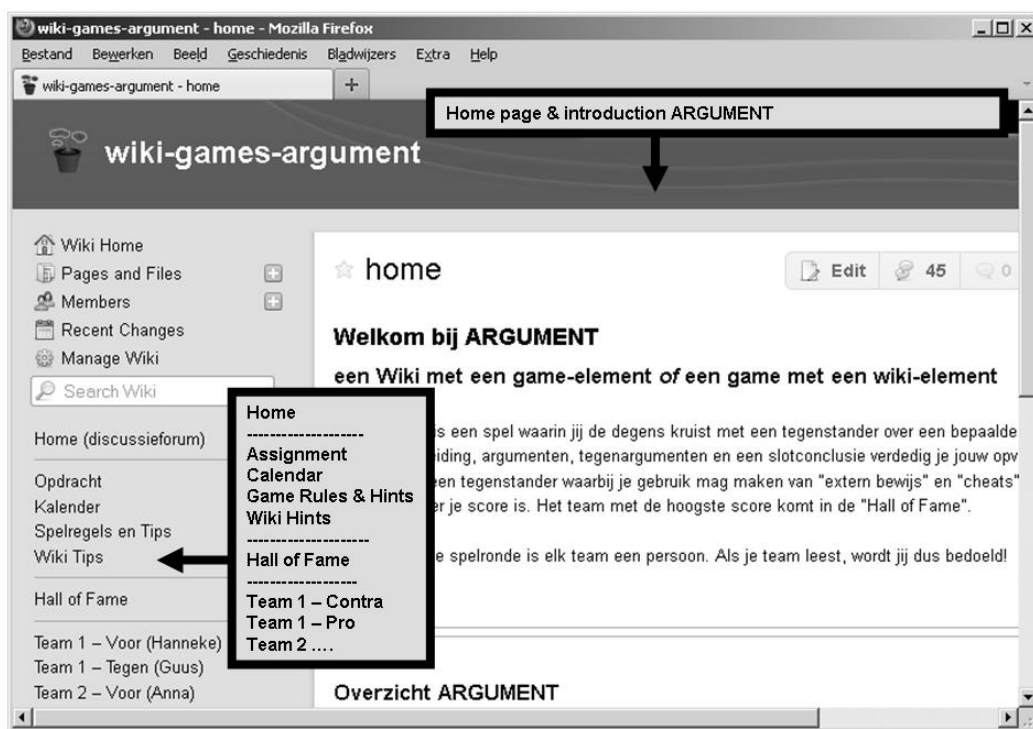 wiki-games-argument - home - Mozilla Firefox
Bestand Bewerken Beeld Geschiedenis Bladwijzers Extra Help
wiki-games-argument - home
Home page & introduction ARGUMENT
wiki-games-argument
Wiki Home
Pages and Files
Members
Recent Changes
Manage Wiki
Search Wiki
Home (discussieforum)
Opdracht
Kalender
Spelregels en Tips
Wiki Tips
Hall of Fame
Team 1 – Voor (Hanneke)
Team 1 – Tegen (Guus)
Team 2 – Voor (Anna)
Home
--------------------
Assignment
Calendar
Game Rules & Hints
Wiki Hints
---------------------
Hall of Fame
-------------------
Team 1 – Contra
Team 1 – Pro
Team 2 ....
home
Edit 45 0
Welkom bij ARGUMENT
een Wiki met een game-element of een game met een wiki-element
is een spel waarin jij de degens kruist met een tegenstander over een bepaalde
iding, argumenten, tegenargumenten en een slotconclusie verdedig je jouw opv
een tegenstander waarbij je gebruik mag maken van "extern bewijs" en "cheats"
er je score is. Het team met de hoogste score komt in de "Hall of Fame".
e spelronde is elk team een persoon. Als je team leest, wordt jij dus bedoeld!
Overzicht ARGUMENT